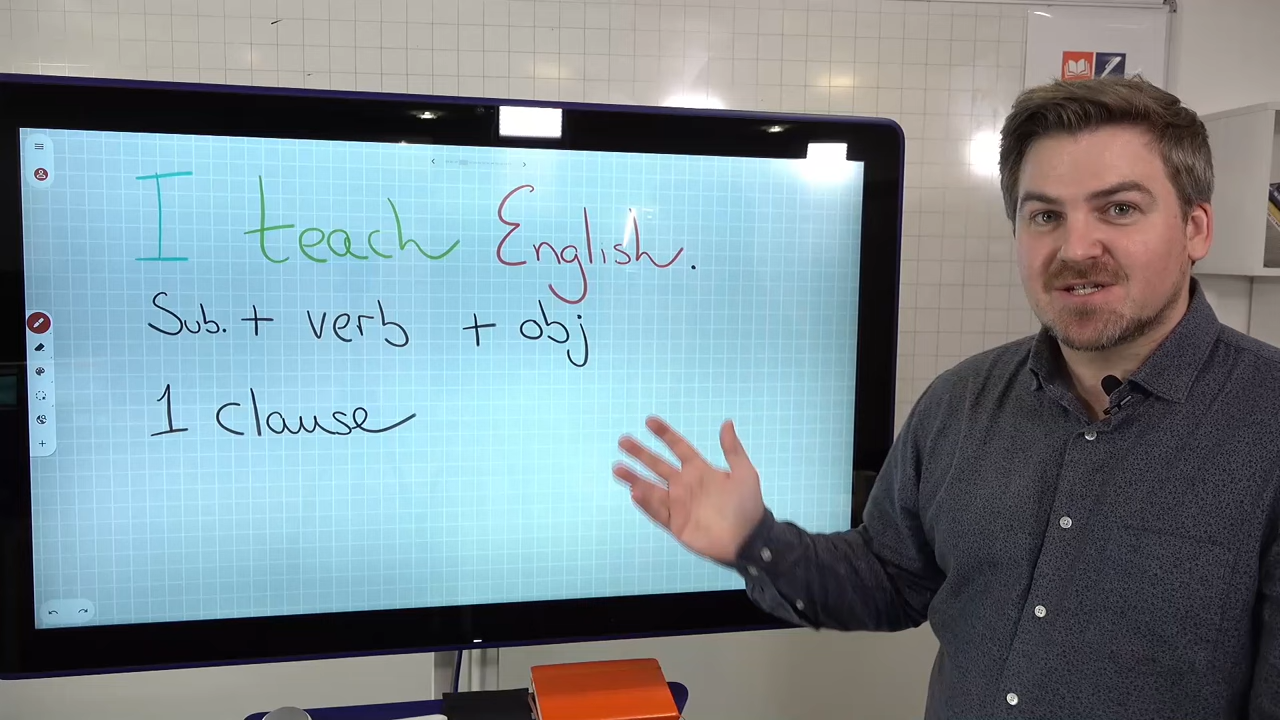 I teach English.
Sub. + verb + obj
1 clause